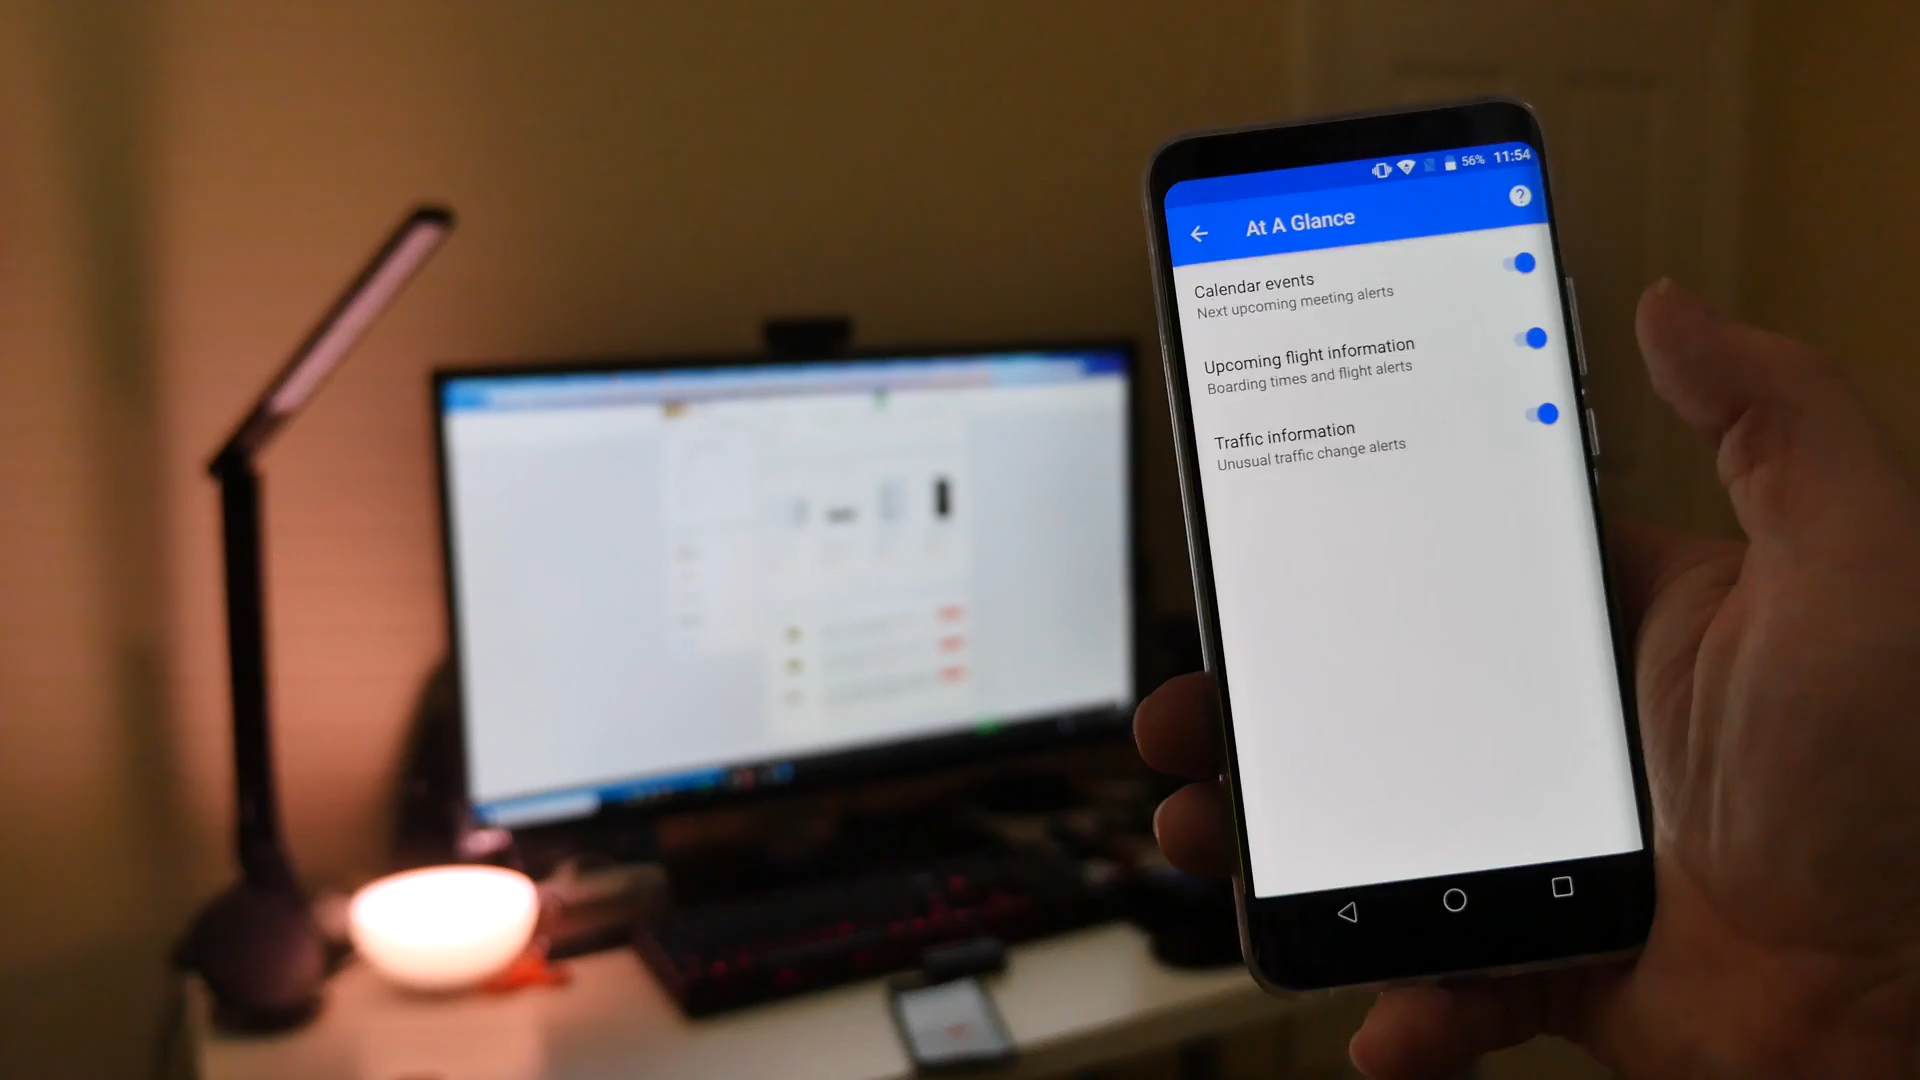 56% 11:54
At A Glance
Calendar events
Next upcoming meeting alerts
Upcoming flight information
Boarding times and flight alerts
Traffic information
Unusual traffic change alerts